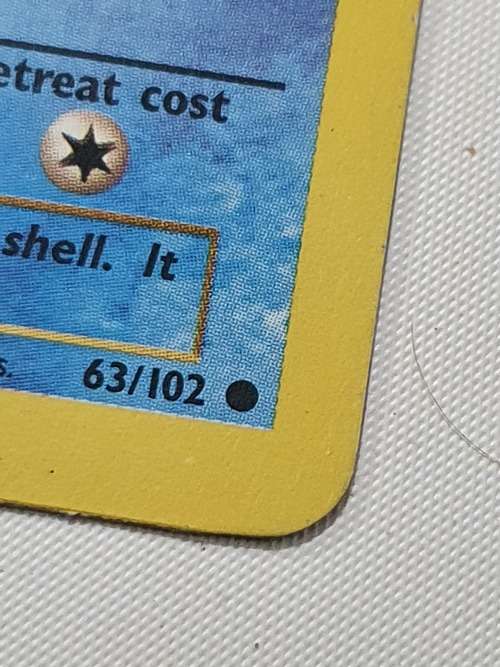 etreat cost
shell. It
s. 63/102